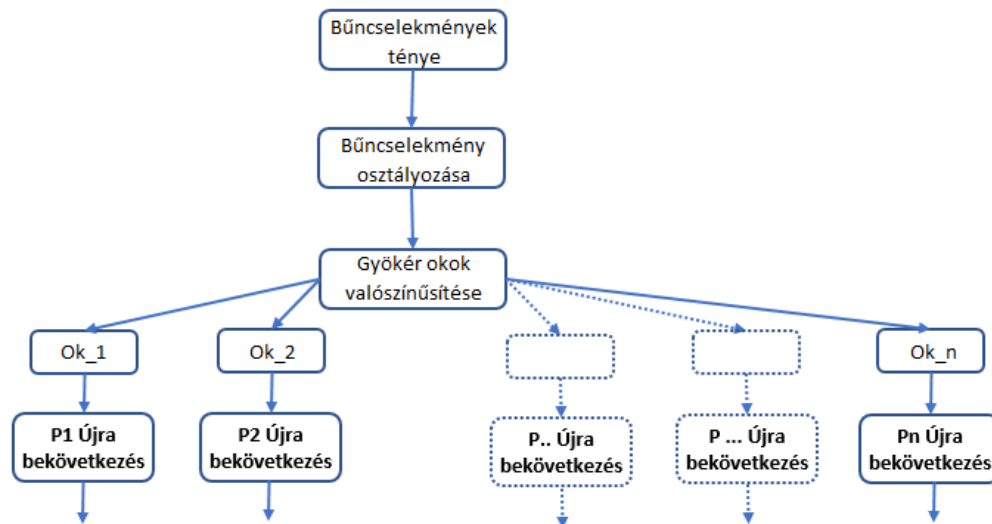 Bűncselekmények
ténye
Bűncselekmény
osztályozása
Gyökér okok
valószínűsítése
Ok_1
Ok_2
Ok_n
P1 Újra
bekövetkezés
P2 Újra
bekövetkezés
P.. Újra
bekövetkezés
P ... Újra
bekövetkezés
Pn Újra
bekövetkezés